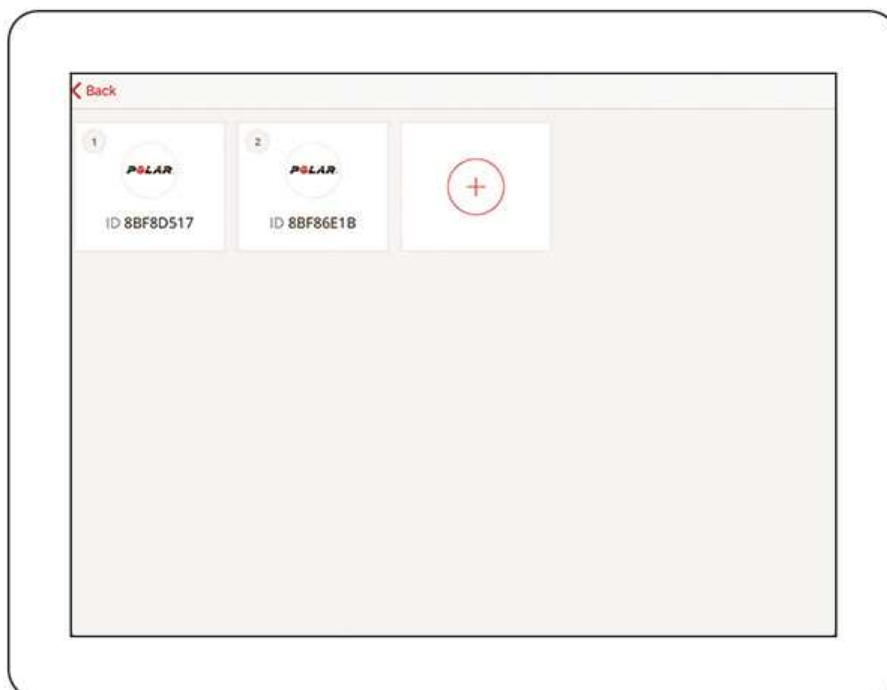 Back
1
POLAR
ID 8BF8D517
2
POLAR
ID 8BF86E1B